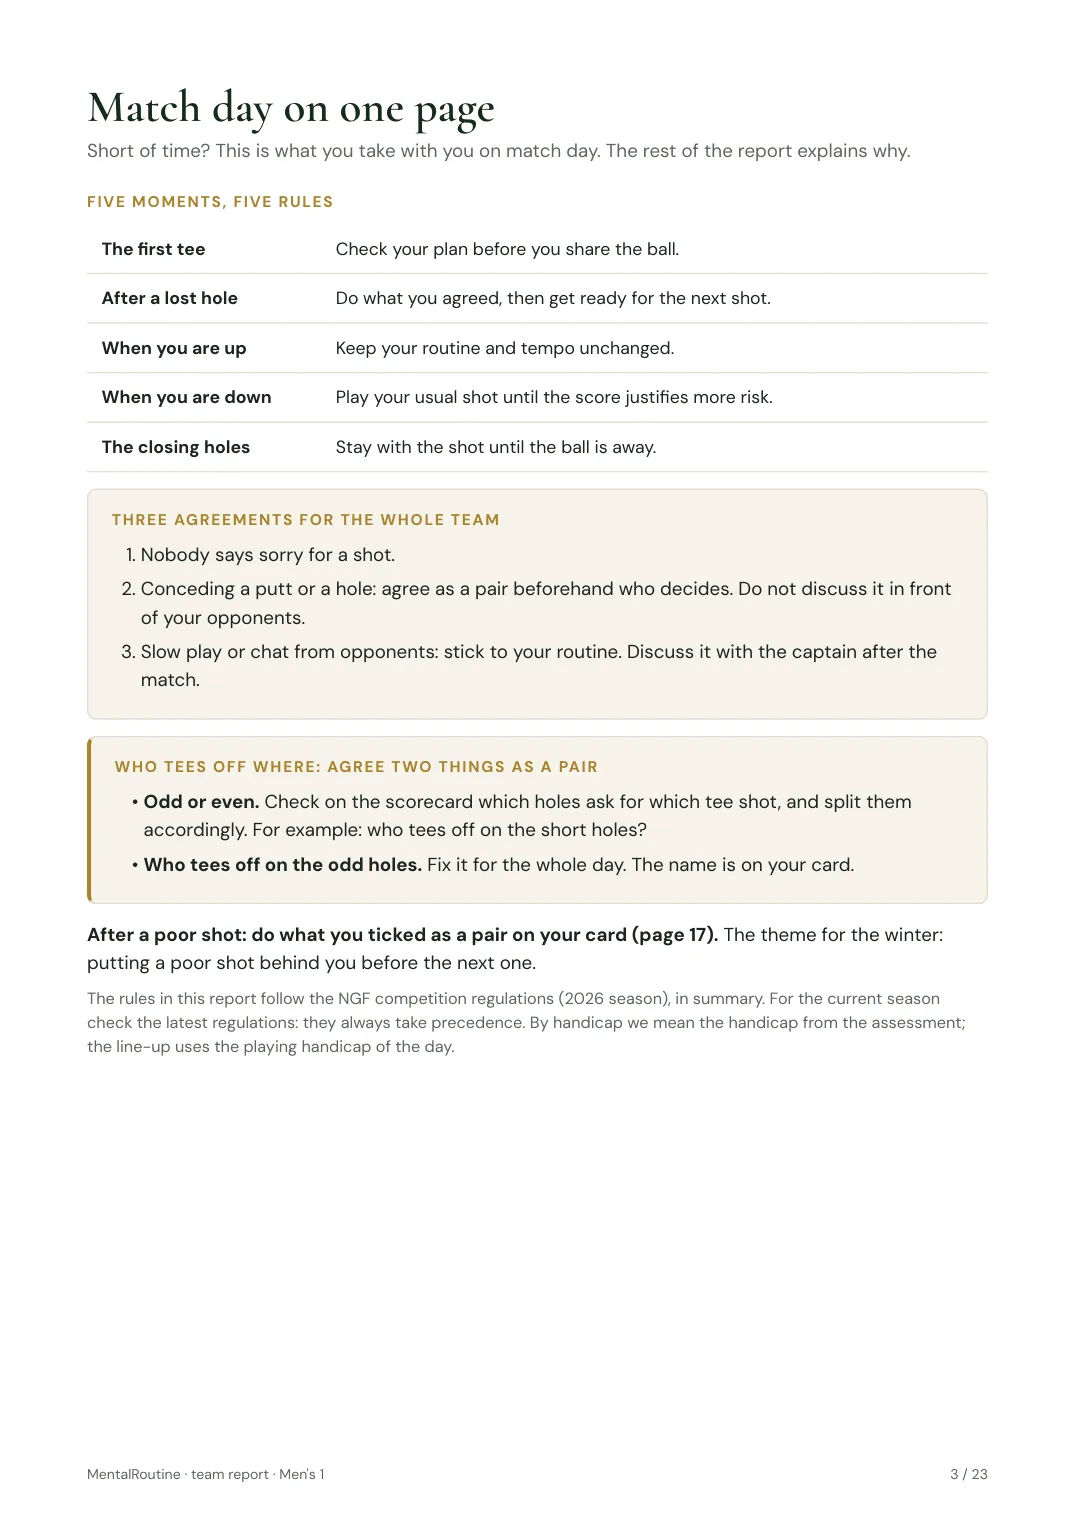 Match day on one page
Short of time? This is what you take with you on match day. The rest of the report explains why.
FIVE MOMENTS, FIVE RULES
The first tee Check your plan before you share the ball.
After a lost hole Do what you agreed, then get ready for the next shot.
When you are up Keep your routine and tempo unchanged.
When you are down Play your usual shot until the score justifies more risk.
The closing holes Stay with the shot until the ball is away.
THREE AGREEMENTS FOR THE WHOLE TEAM
1. Nobody says sorry for a shot.
2. Conceding a putt or a hole: agree as a pair beforehand who decides. Do not discuss it in front
of your opponents.
3. Slow play or chat from opponents: stick to your routine. Discuss it with the captain after the
match.
WHO TEES OFF WHERE: AGREE TWO THINGS AS A PAIR
• Odd or even. Check on the scorecard which holes ask for which tee shot, and split them
accordingly. For example: who tees off on the short holes?
• Who tees off on the odd holes. Fix it for the whole day. The name is on your card.
After a poor shot: do what you ticked as a pair on your card (page 17). The theme for the winter:
putting a poor shot behind you before the next one.
The rules in this report follow the NGF competition regulations (2026 season), in summary. For the current season
check the latest regulations: they always take precedence. By handicap we mean the handicap from the assessment;
the line-up uses the playing handicap of the day.
MentalRoutine · team report · Men's 1 3 / 23